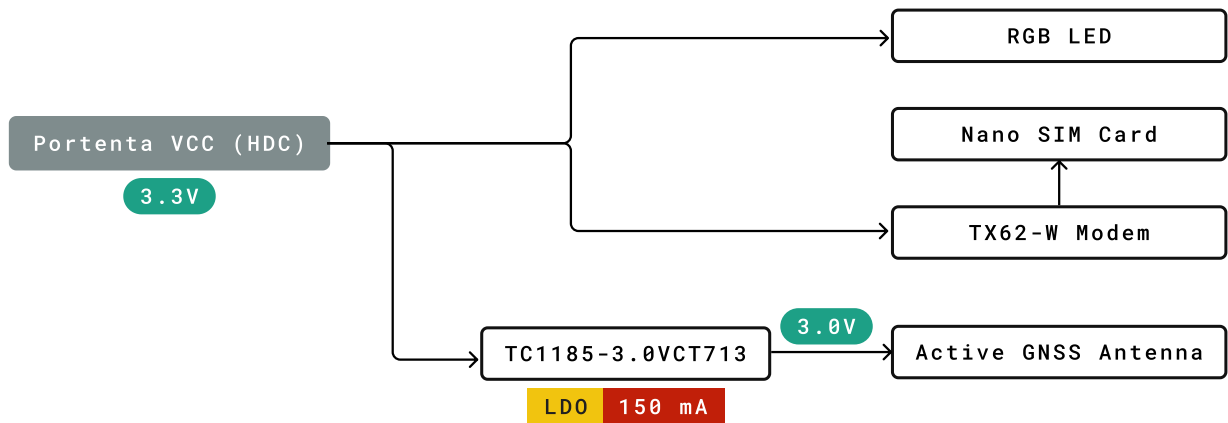 RGB LED
Nano SIM Card
Portenta VCC (HDC)
3.3V
TX62-W Modem
3.0V
TC1185-3.0VCT713
Active GNSS Antenna
LDO 150 mA